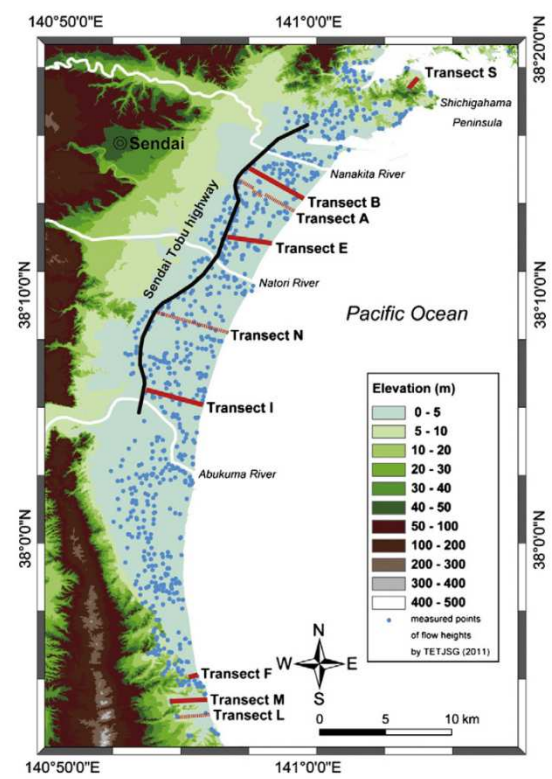 140°50'0"E
141°0'0"E
38°20'0"N
Transect S
Shichigahama
Peninsula
Sendai
Nanakita River
Transect B
Transect A
Transect E
Sendai Tobu highway
Natori River
38°10'0"N
38°10'0"N
Pacific Ocean
Transect N
Transect I
Abukuma River
Elevation (m)
0 - 5
5 - 10
10 - 20
20 - 30
30 - 40
40 - 50
50 - 100
100 - 200
200 - 300
300 - 400
400 - 500
measured points
of flow heights
by TETJSG (2011)
38°0'0"N
38°0'0"N
N
W
E
S
Transect F
Transect M
Transect L
0
5
10 km
140°50'0"E
141°0'0"E